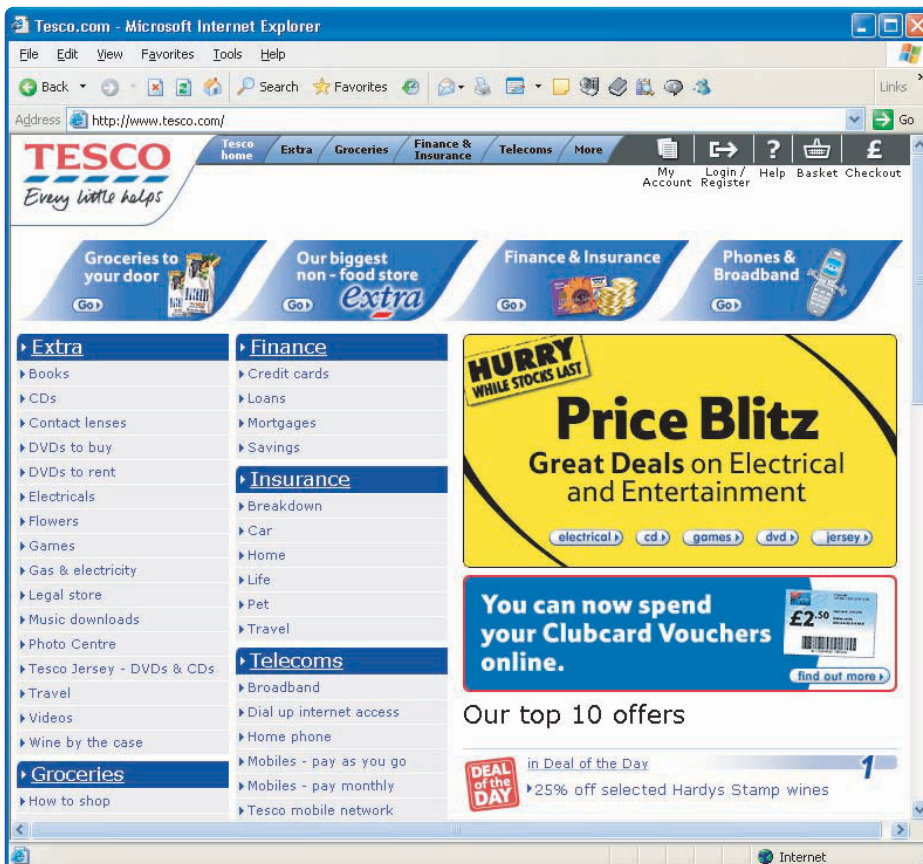 Tesco.com - Microsoft Internet Explorer
File Edit View Favorites Tools Help
Back Search Favorites Links
Address http://www.tesco.com/ Go
TESCO
Every little helps
Tesco home Extra Groceries Finance & Insurance Telecoms More
My Account Login / Register Help Basket Checkout
Groceries to
your door
Go
Our biggest
non - food store
extra
Go
Finance & Insurance
Go
Phones &
Broadband
Go
Extra
Books
CDs
Contact lenses
DVDs to buy
DVDs to rent
Electricals
Flowers
Games
Gas & electricity
Legal store
Music downloads
Photo Centre
Tesco Jersey - DVDs & CDs
Travel
Videos
Wine by the case
Groceries
How to shop
Finance
Credit cards
Loans
Mortgages
Savings
Insurance
Breakdown
Car
Home
Life
Pet
Travel
Telecoms
Broadband
Dial up internet access
Home phone
Mobiles - pay as you go
Mobiles - pay monthly
Tesco mobile network
HURRY
WHILE STOCKS LAST
Price Blitz
Great Deals on Electrical
and Entertainment
electrical cd games dvd jersey
You can now spend
your Clubcard Vouchers
online.
£2.50
find out more
Our top 10 offers
DEAL
of the
DAY
in Deal of the Day 1
25% off selected Hardys Stamp wines
Internet